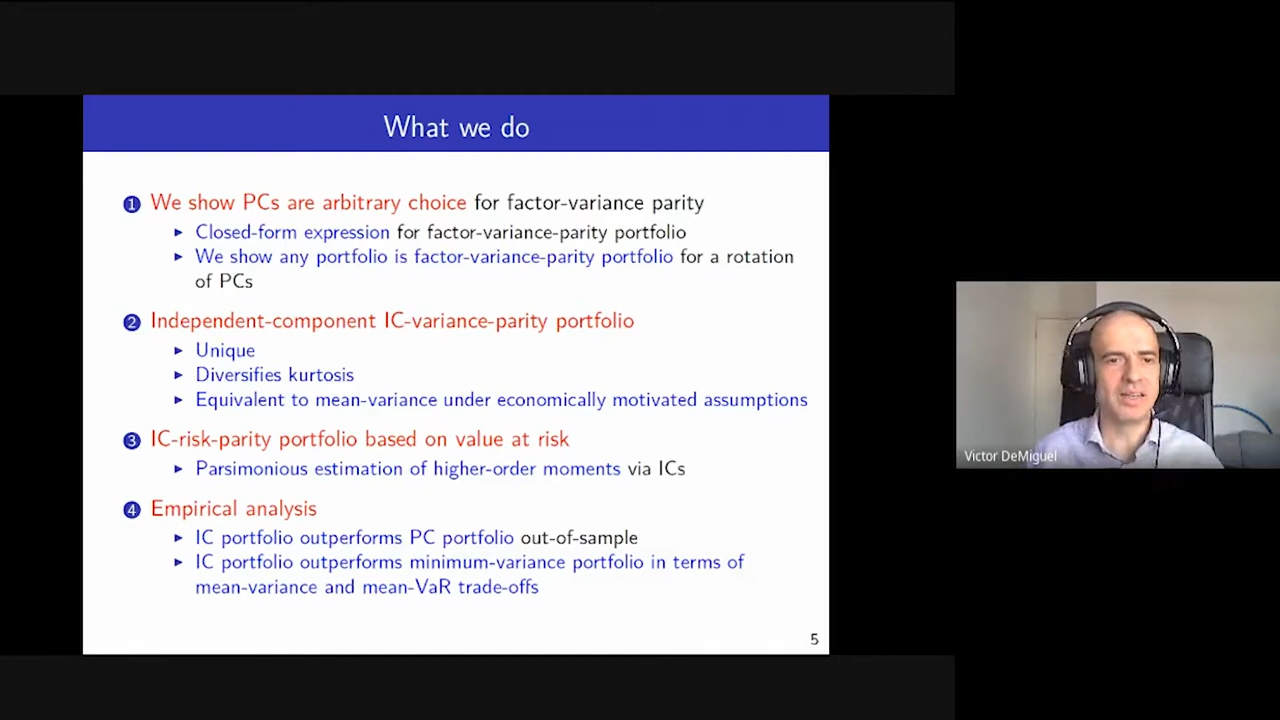 What we do
1 We show PCs are arbitrary choice for factor-variance parity
▶ Closed-form expression for factor-variance-parity portfolio
▶ We show any portfolio is factor-variance-parity portfolio for a rotation
of PCs
2 Independent-component IC-variance-parity portfolio
▶ Unique
▶ Diversifies kurtosis
▶ Equivalent to mean-variance under economically motivated assumptions
3 IC-risk-parity portfolio based on value at risk
▶ Parsimonious estimation of higher-order moments via ICs
4 Empirical analysis
▶ IC portfolio outperforms PC portfolio out-of-sample
▶ IC portfolio outperforms minimum-variance portfolio in terms of
mean-variance and mean-VaR trade-offs
5
Victor DeMiguel